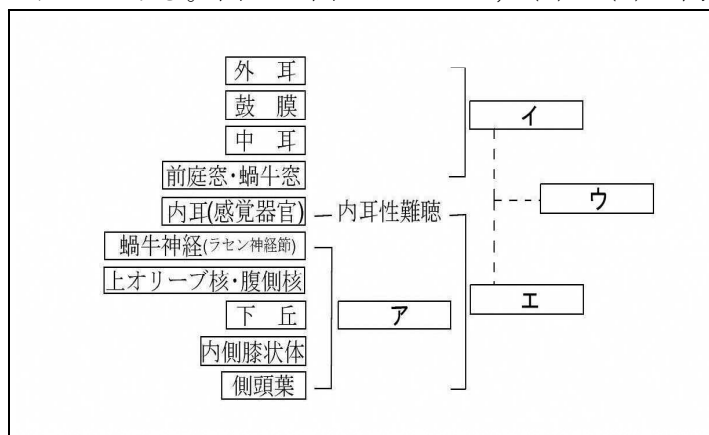 外 耳
鼓 膜
中 耳
前庭窓・蝸牛窓
内耳(感覚器官)
内耳性難聴
蝸牛神経(ラセン神経節)
上オリーブ核・腹側核
下 丘
内側膝状体
側頭葉
ア
イ
ウ
エ